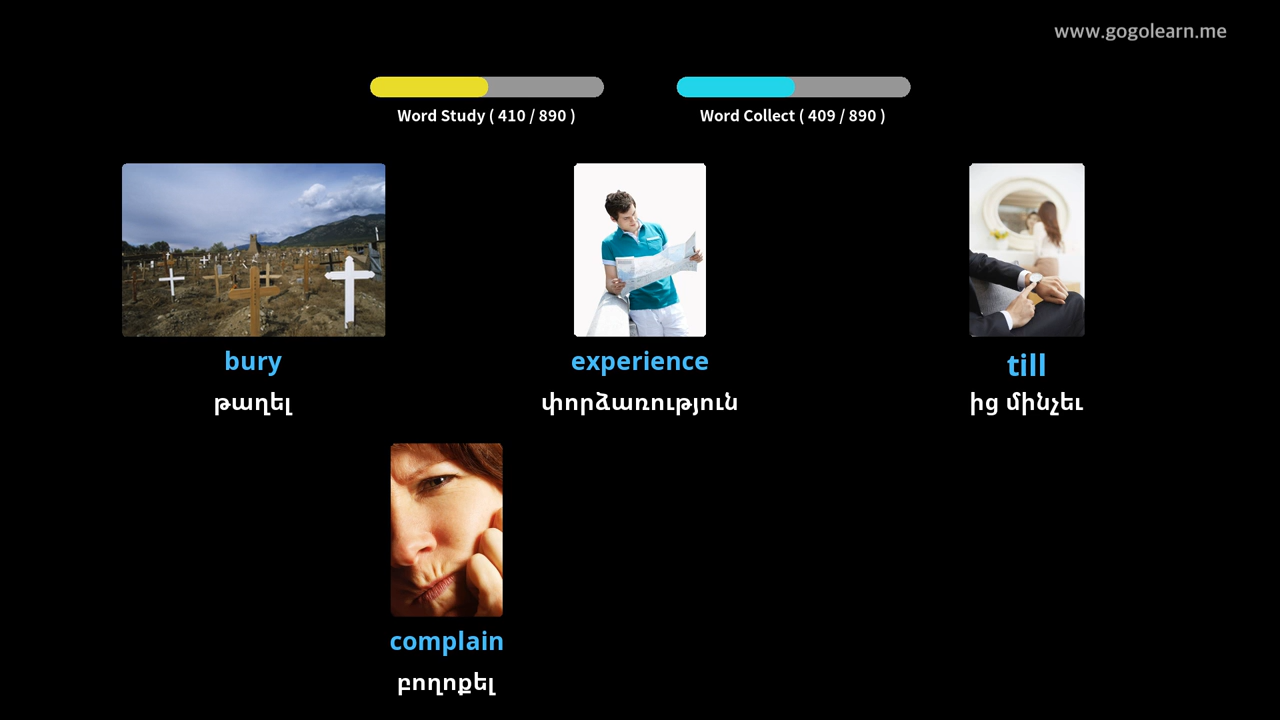 www.gogolearn.me
Word Study ( 410 / 890 )
Word Collect ( 409 / 890 )
bury
experience
till
թաղել
փորձառություն
ից մինչեւ
complain
բողոքել